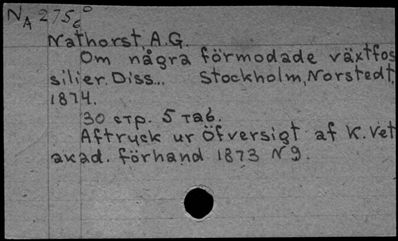 NA 2756°
Nathorst, A.G.
Om några förmodade växtfos
silier. Diss... Stockholm, Norstedt,
1874.
30 стр. 5 таб.
Aftryck ur Öfversigt af K. Vet
akad. förhand 1873 N 9.